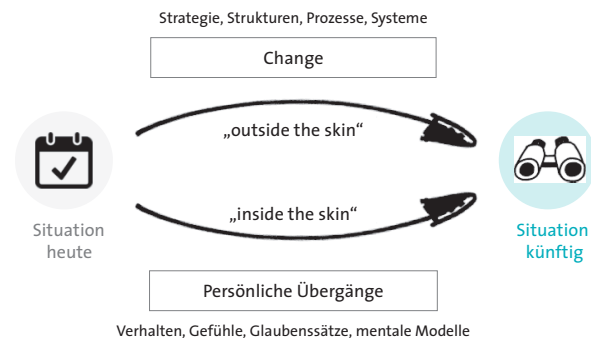 Strategie, Strukturen, Prozesse, Systeme
Change
„outside the skin“
„inside the skin“
Situation
heute
Situation
künftig
Persönliche Übergänge
Verhalten, Gefühle, Glaubenssätze, mentale Modelle